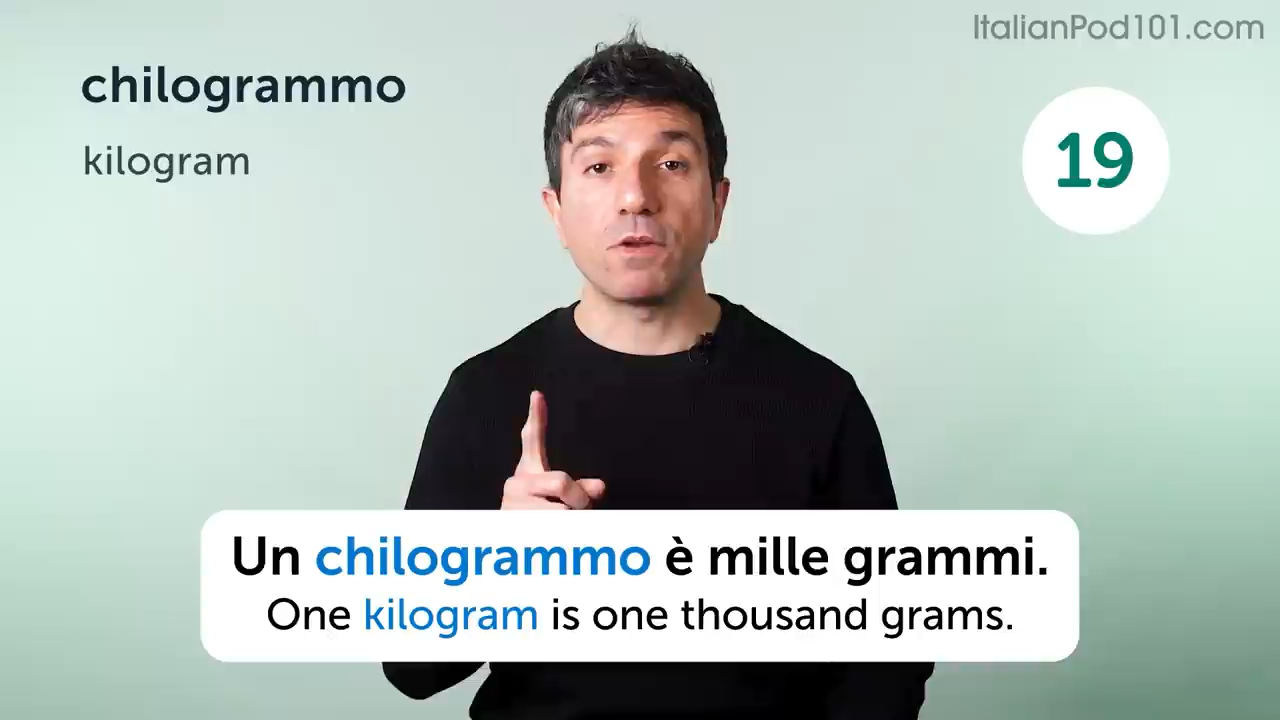 ItalianPod101.com
chilogrammo
kilogram
19
Un chilogrammo è mille grammi.
One kilogram is one thousand grams.